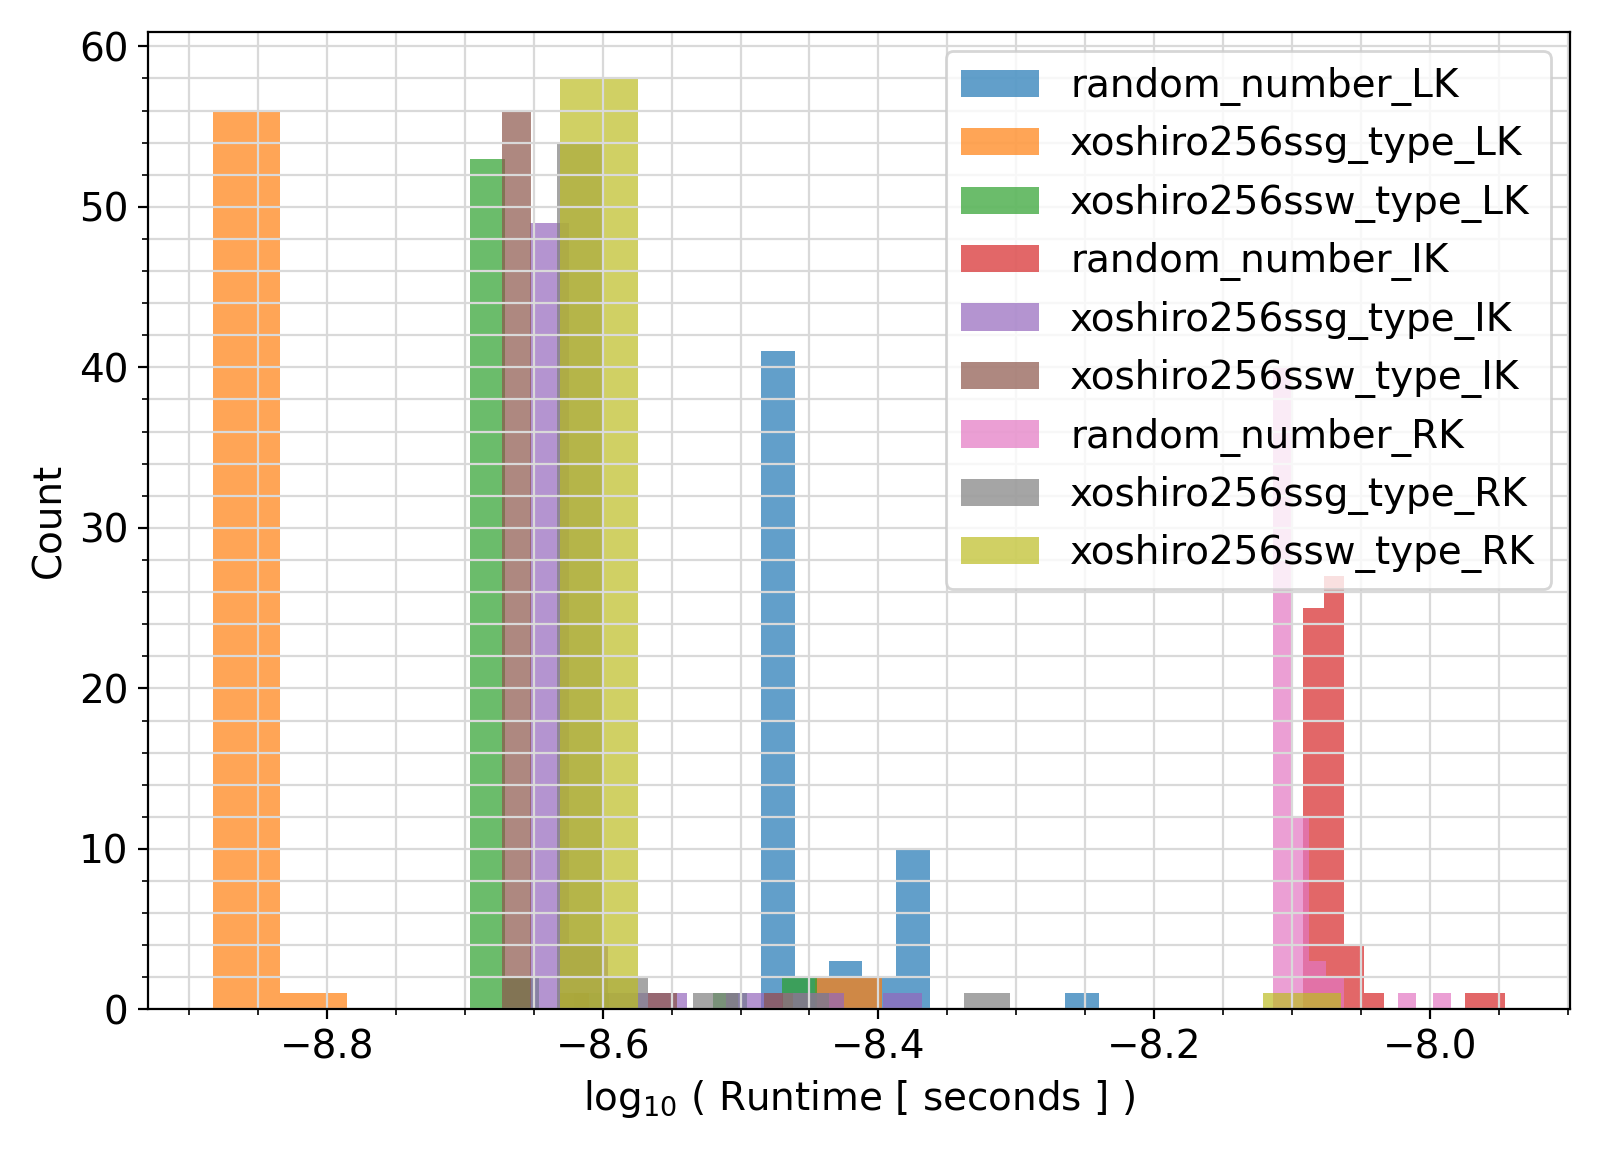 60
50
40
30
20
10
0
Count
random_number_LK
xoshiro256ssg_type_LK
xoshiro256ssw_type_LK
random_number_IK
xoshiro256ssg_type_IK
xoshiro256ssw_type_IK
random_number_RK
xoshiro256ssg_type_RK
xoshiro256ssw_type_RK
−8.8 −8.6 −8.4 −8.2 −8.0
log₁₀ ( Runtime [ seconds ] )